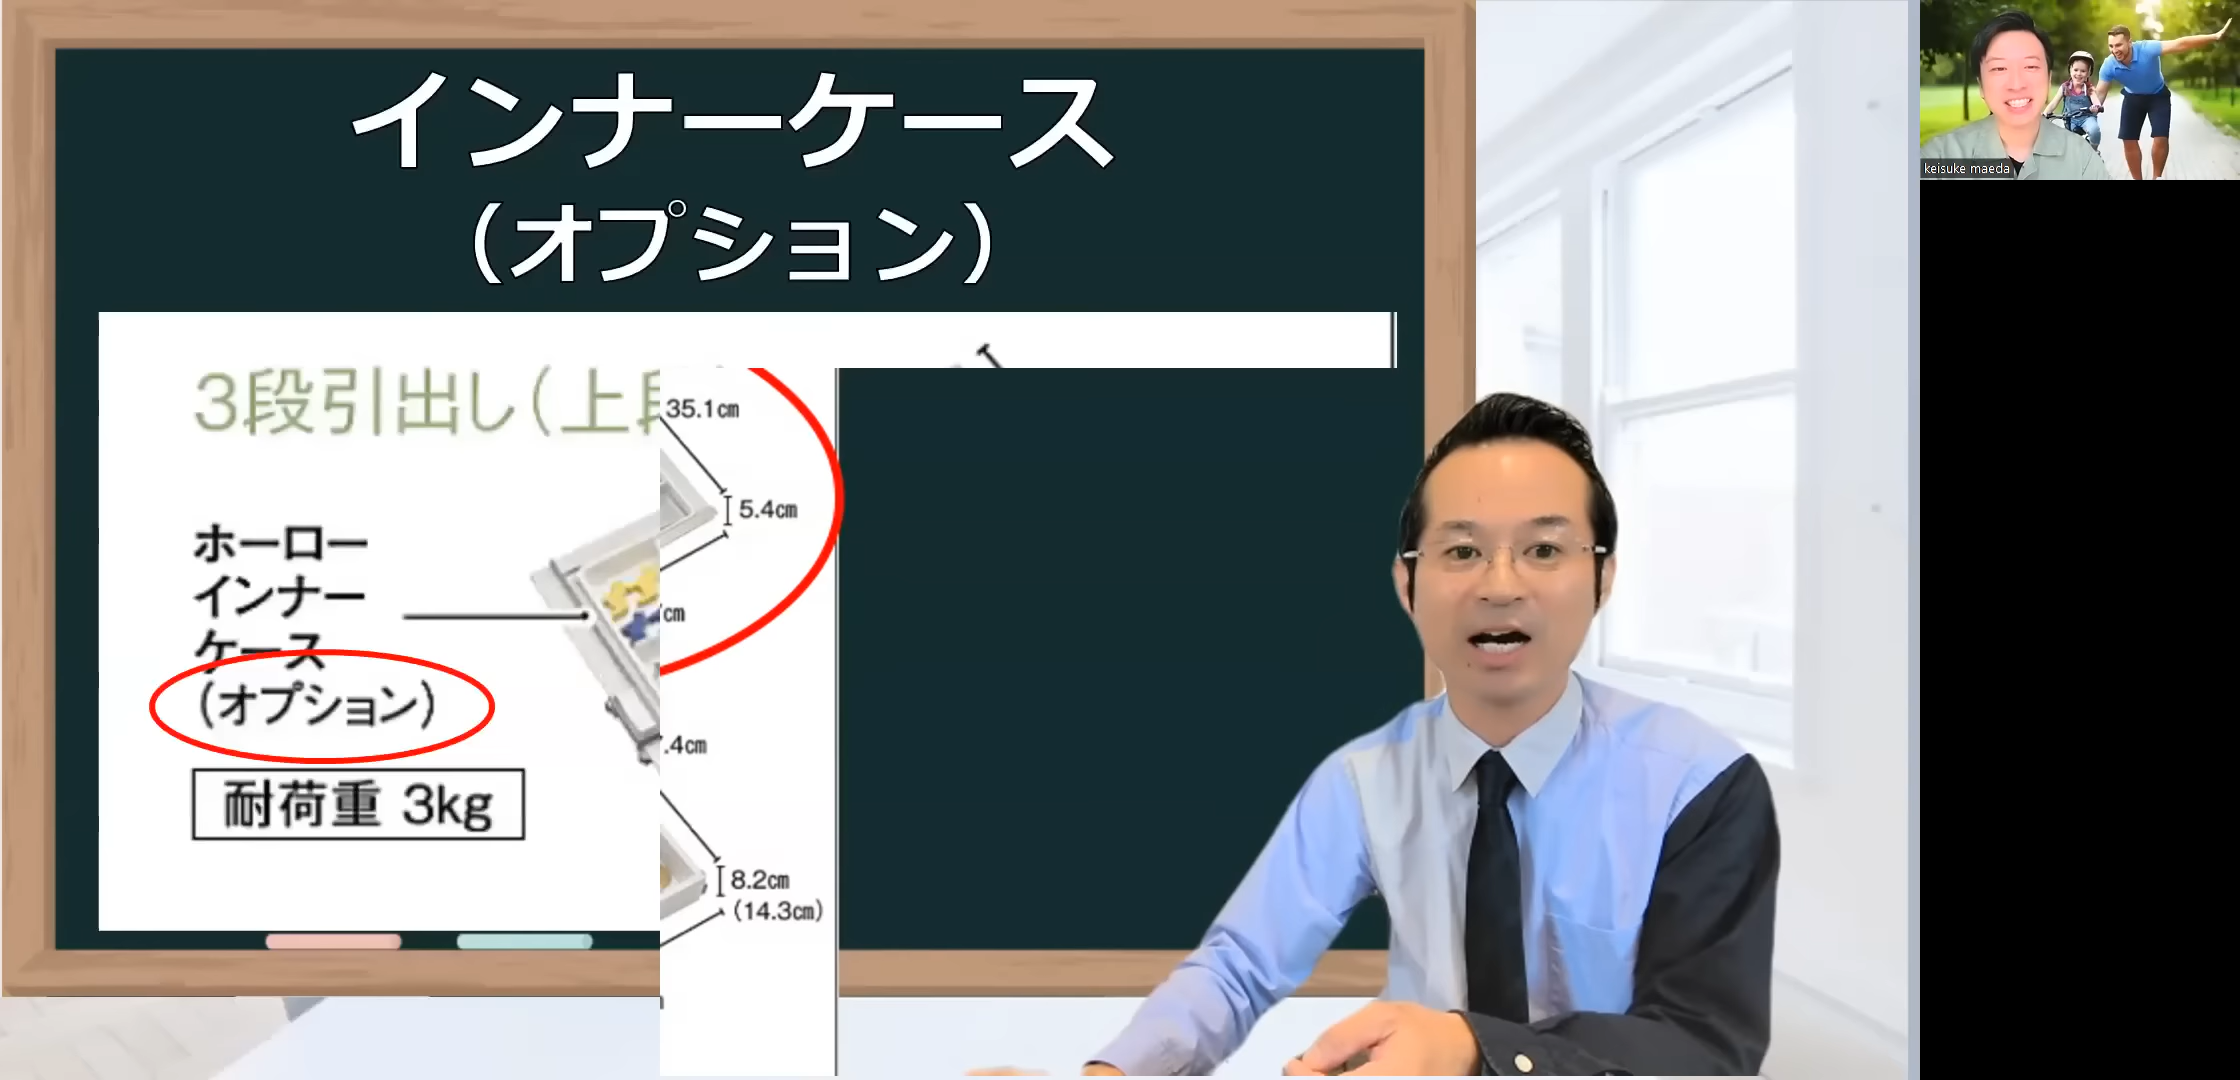 インナーケース
（オプション）
3段引出し（上段
35.1cm
5.4cm
ホーロー
インナー
ケース
（オプション）
cm
.4cm
耐荷重 3kg
8.2cm
（14.3cm）
keisuke maeda